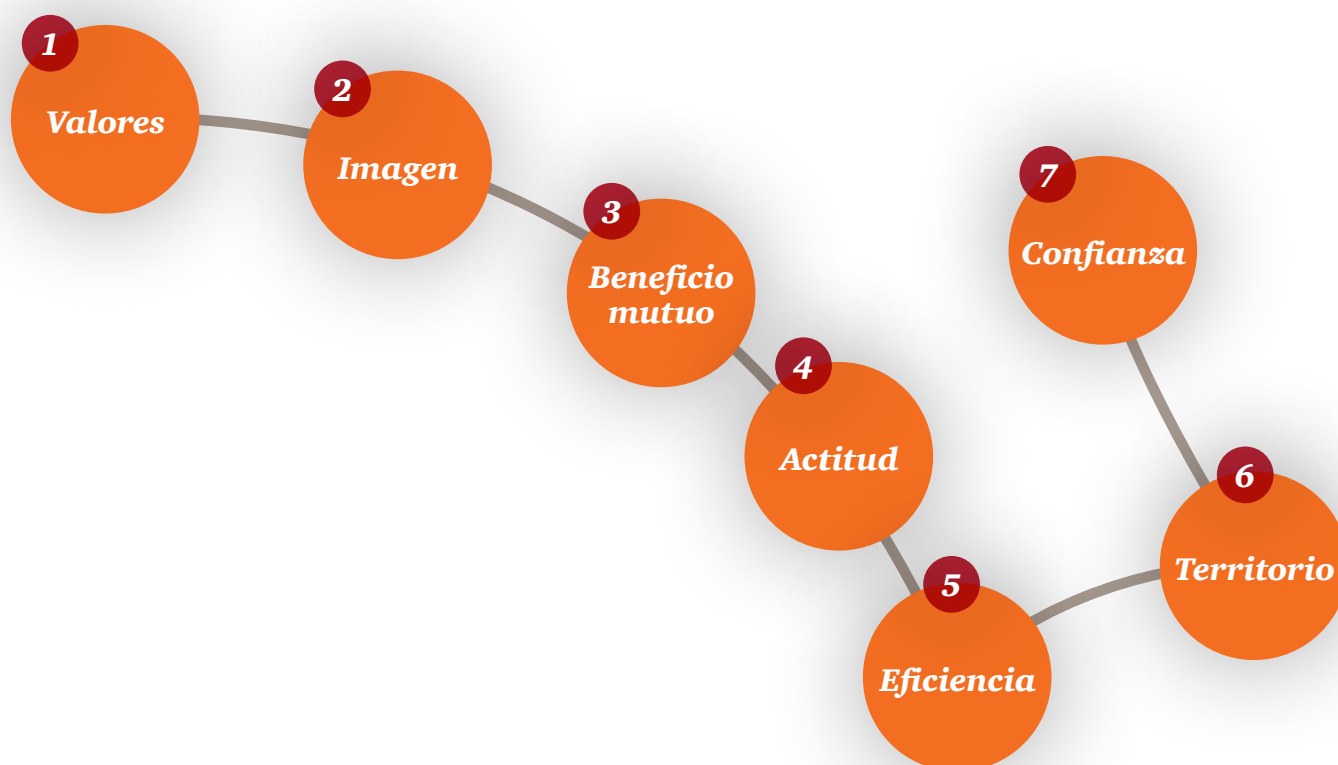 1
Valores
2
Imagen
3
Beneficio
mutuo
4
Actitud
5
Eficiencia
6
Territorio
7
Confianza